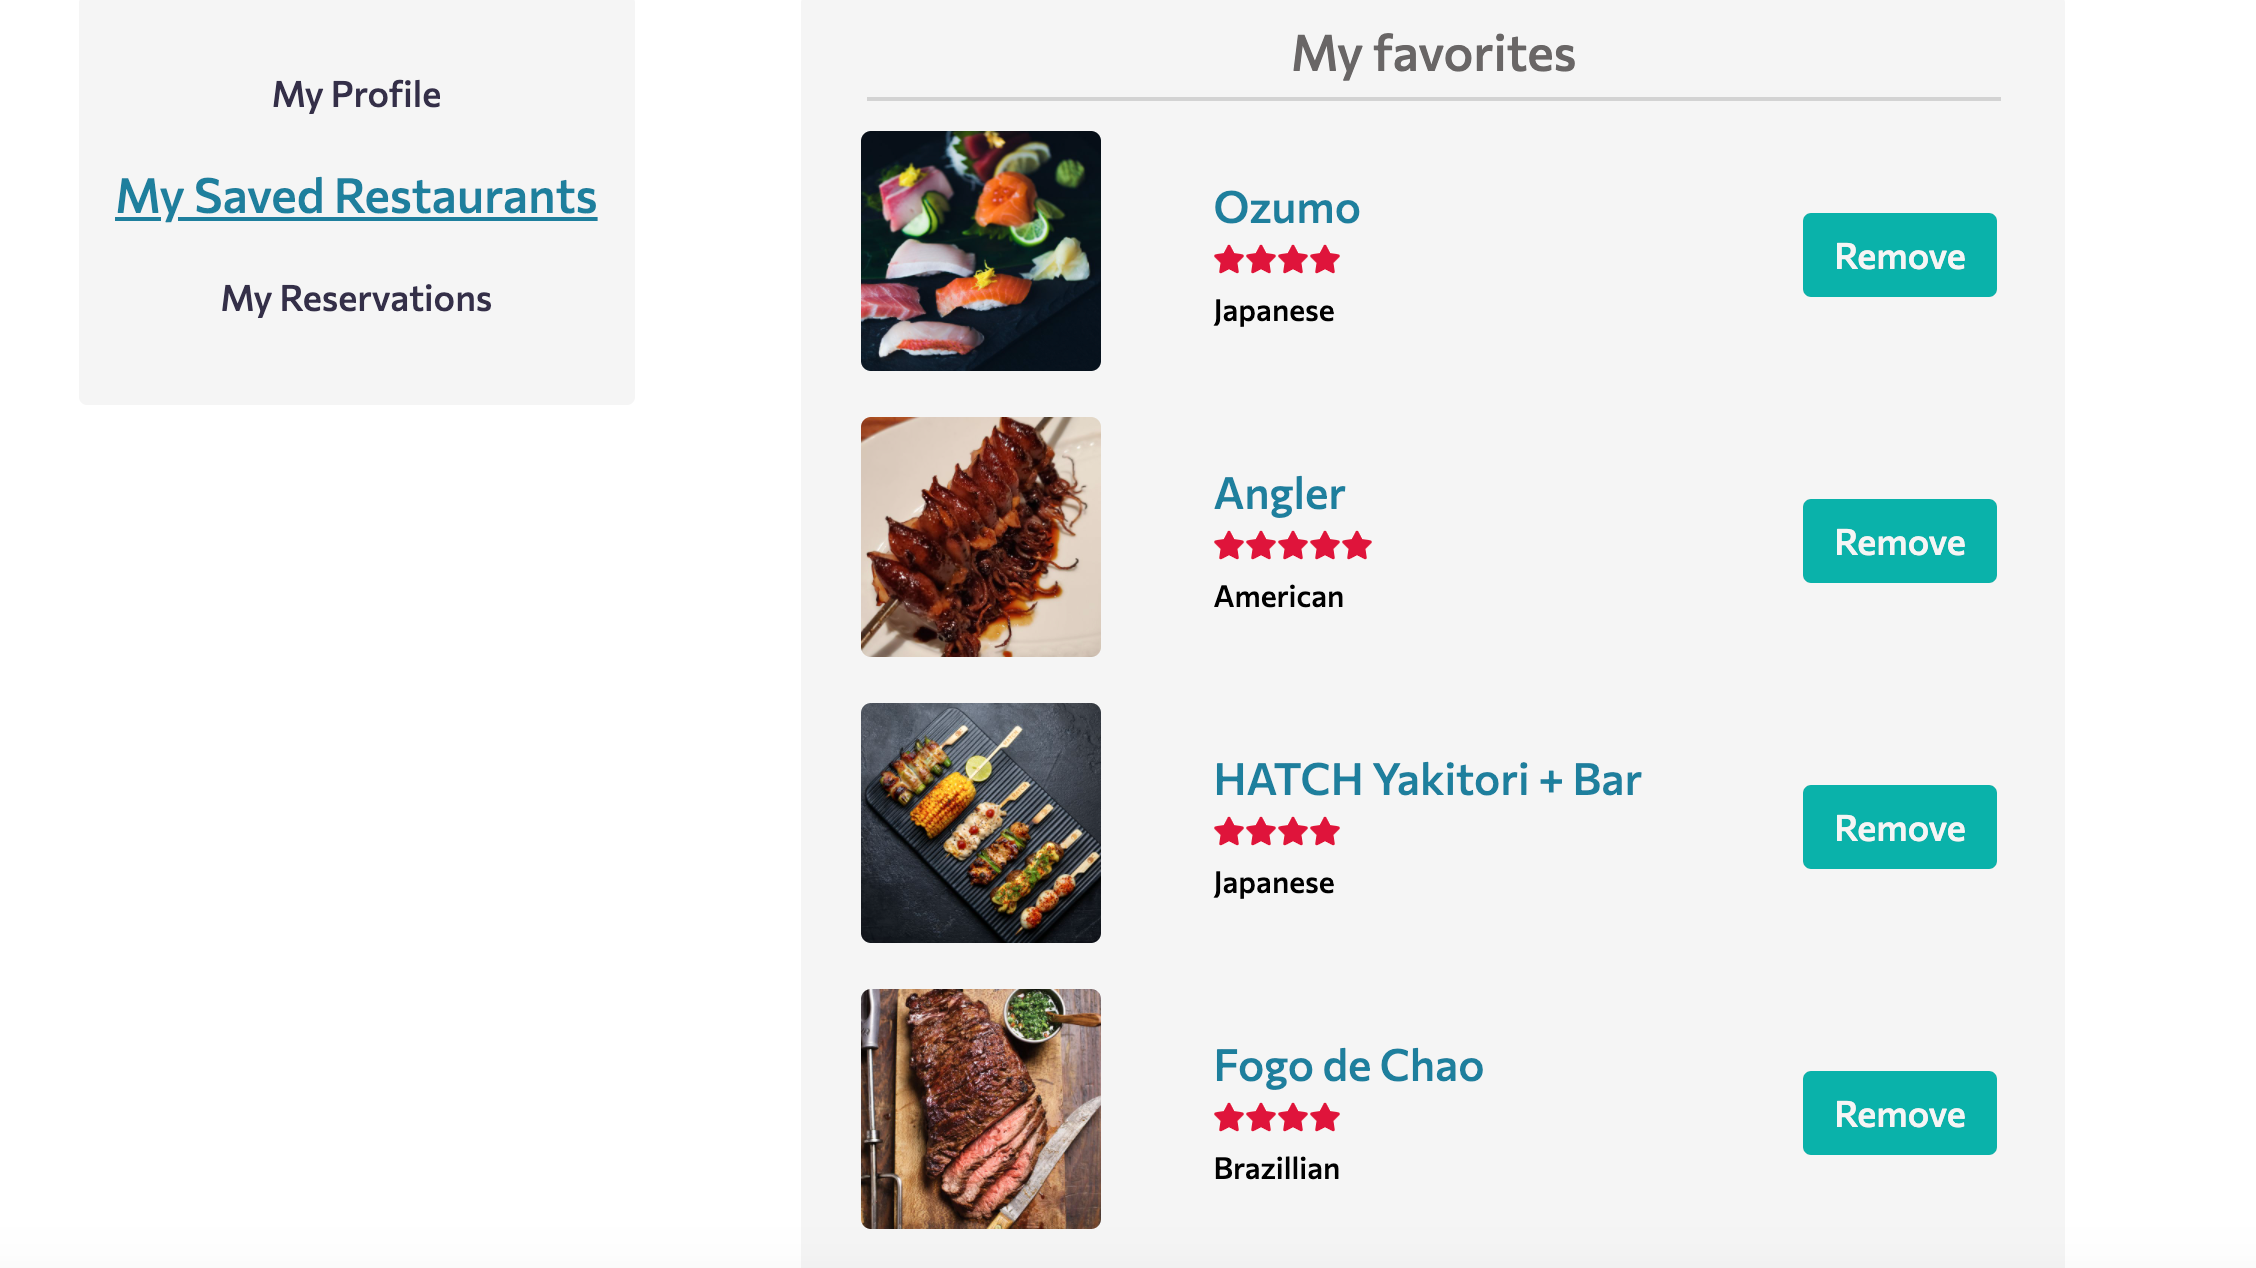 My Profile
My Saved Restaurants
My Reservations
My favorites
Ozumo
Japanese
Remove
Angler
American
Remove
HATCH Yakitori + Bar
Japanese
Remove
Fogo de Chao
Brazillian
Remove